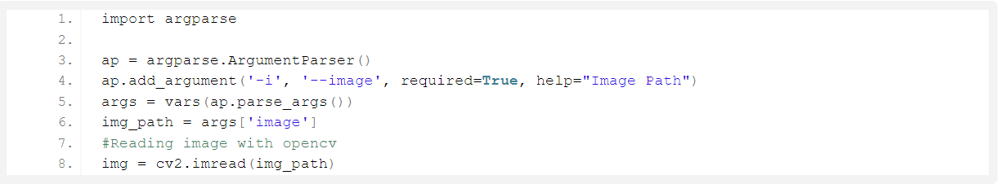 1. import argparse
2.
3. ap = argparse.ArgumentParser()
4. ap.add_argument('-i', '--image', required=True, help="Image Path")
5. args = vars(ap.parse_args())
6. img_path = args['image']
7. #Reading image with opencv
8. img = cv2.imread(img_path)